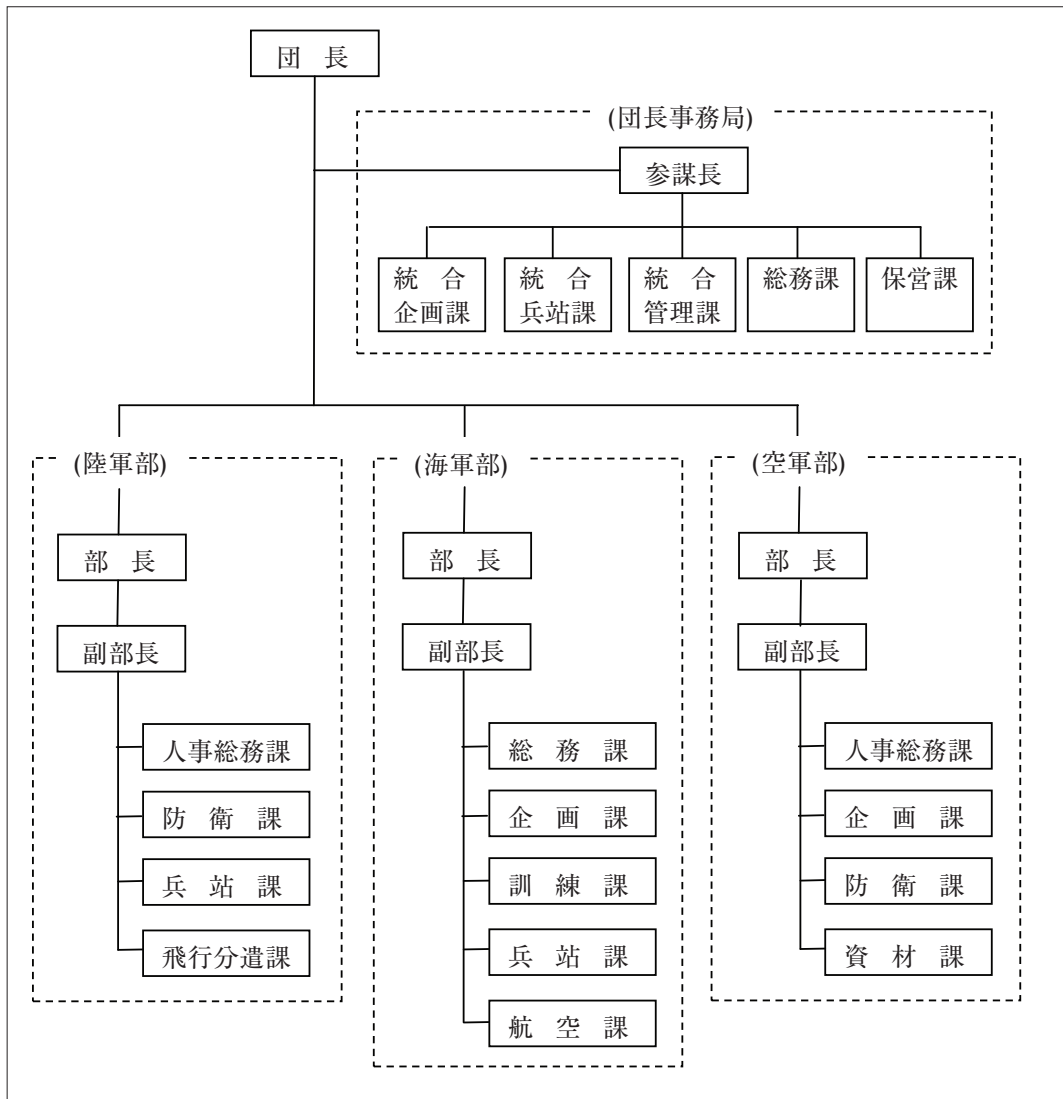 団 長
(団長事務局)
参謀長
統 合
企画課
統 合
兵站課
統 合
管理課
総務課
保営課
(陸軍部)
部 長
副部長
人事総務課
防 衛 課
兵 站 課
飛行分遣課
(海軍部)
部 長
副部長
総 務 課
企 画 課
訓 練 課
兵 站 課
航 空 課
(空軍部)
部 長
副部長
人事総務課
企 画 課
防 衛 課
資 材 課